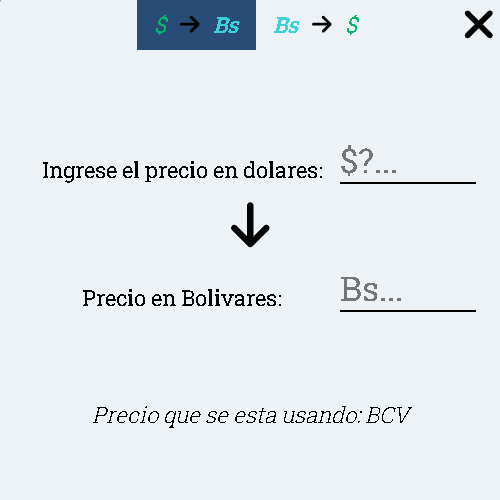 $ → Bs Bs → $
Ingrese el precio en dolares: $?...
Precio en Bolivares: Bs...
Precio que se esta usando: BCV